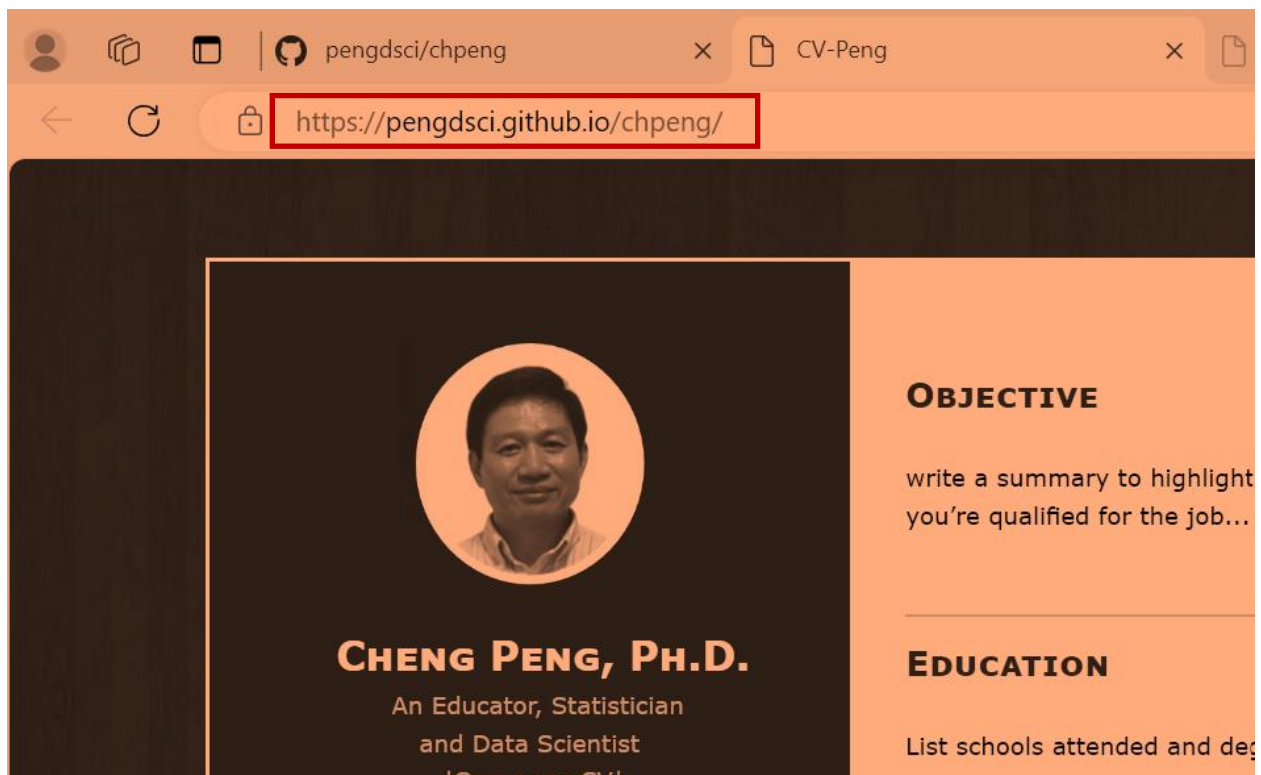 pengdsci/chpeng
CV-Peng
https://pengdsci.github.io/chpeng/
OBJECTIVE
write a summary to highlight
you're qualified for the job...
CHENG PENG, PH.D.
An Educator, Statistician
and Data Scientist
EDUCATION
List schools attended and